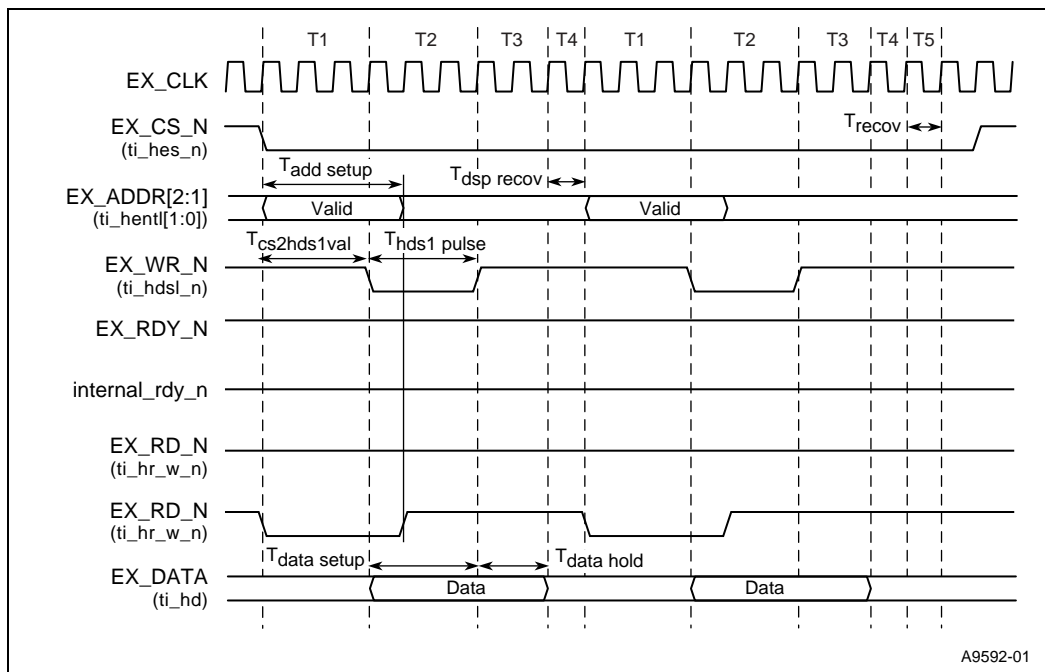 T1 T2 T3 T4 T1 T2 T3 T4 T5
EX_CLK
EX_CS_N
(ti_hes_n)
Trecov
Tadd setup
Tdsp recov
EX_ADDR[2:1]
(ti_hentl[1:0])
Valid Valid
Tcs2hds1val Thds1 pulse
EX_WR_N
(ti_hdsl_n)
EX_RDY_N
internal_rdy_n
EX_RD_N
(ti_hr_w_n)
EX_RD_N
(ti_hr_w_n)
Tdata setup Tdata hold
EX_DATA
(ti_hd)
Data Data
A9592-01